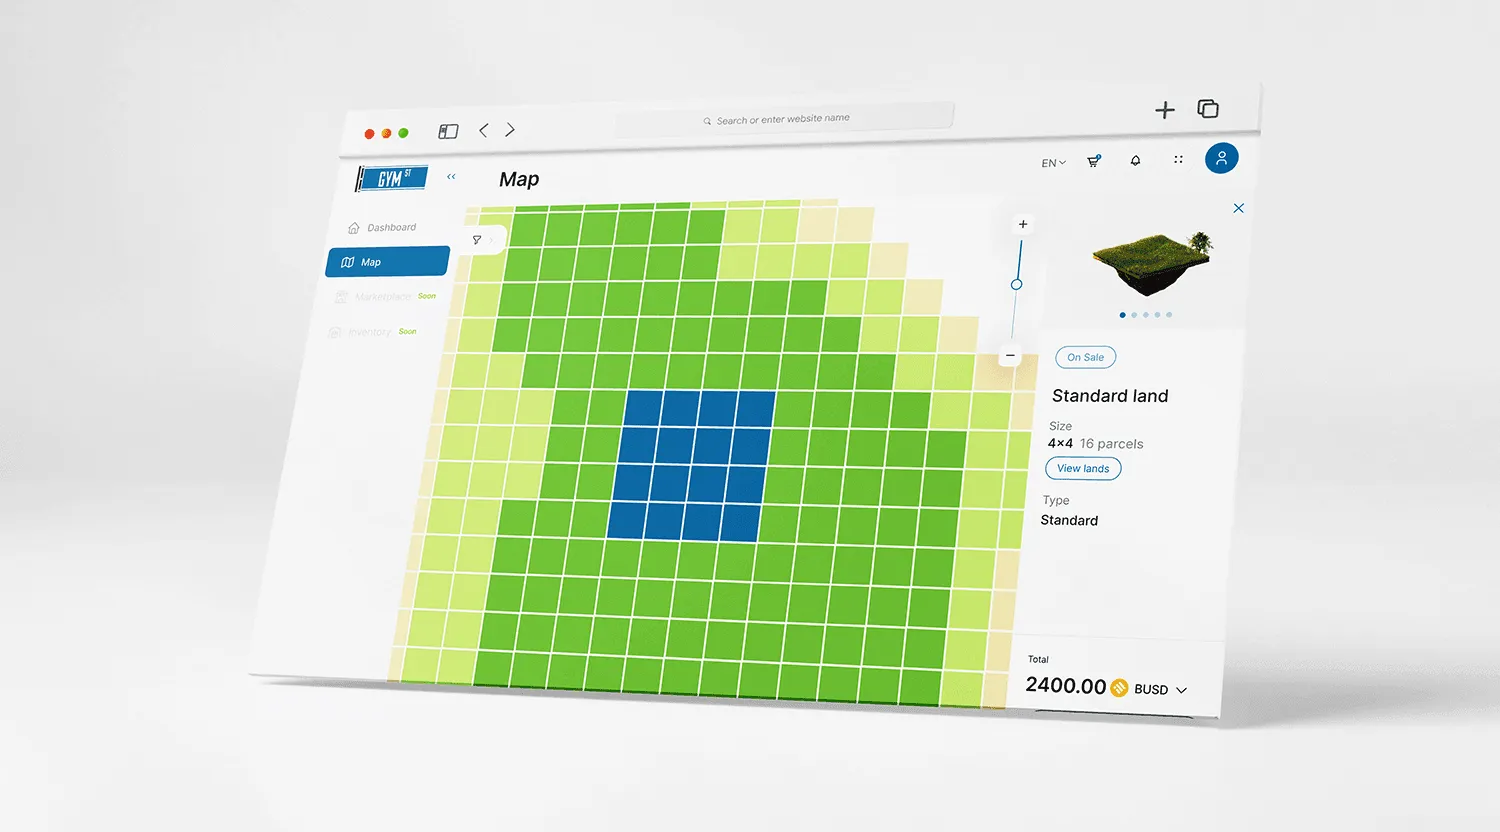 Search or enter website name
GYM ST
Map
EN
Dashboard
Map
Marketplace Soon
Inventory Soon
On Sale
Standard land
Size
4×4 16 parcels
View lands
Type
Standard
Total
2400.00 BUSD